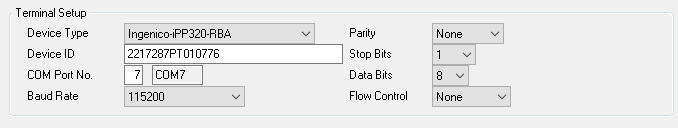 Terminal Setup
Device Type Ingenico-iPP320-RBA Parity None
Device ID 2217287PT010776 Stop Bits 1
COM Port No. 7 COM7 Data Bits 8
Baud Rate 115200 Flow Control None